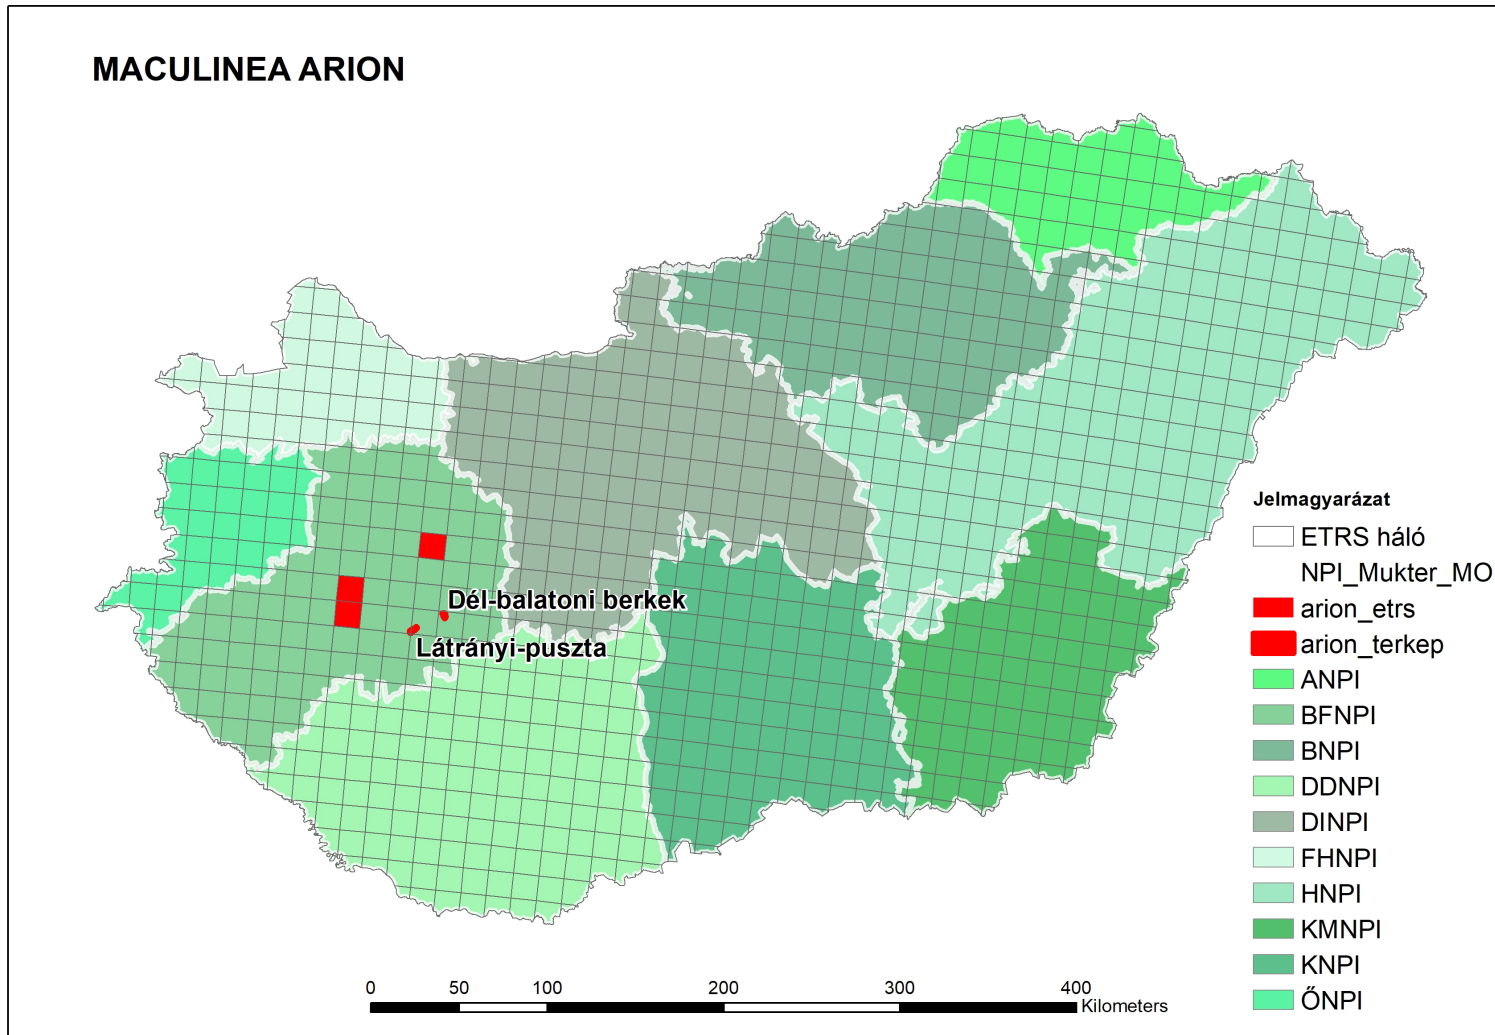 MACULINEA ARION
Dél-balatoni berkek
Látrányi-puszta
Jelmagyarázat
ETRS háló
NPI_Mukter_MO
arion_etrs
arion_terkep
ANPI
BFNPI
BNPI
DDNPI
DINPI
FHNPI
HNPI
KMNPI
KNPI
ŐNPI
0 50 100 200 300 400
Kilometers